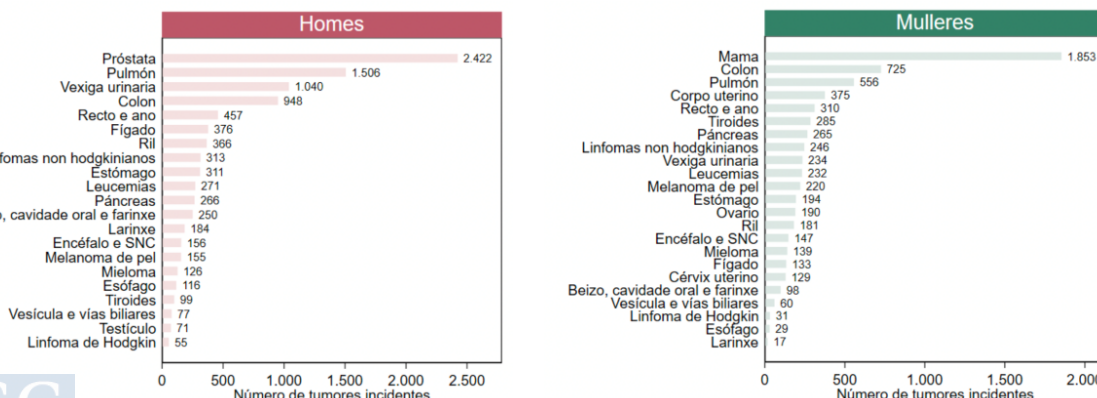 Homes
Próstata 2.422
Pulmón 1.506
Vexiga urinaria 1.040
Colon 948
Recto e ano 457
Fígado 376
Ril 366
non hodgkinianos 313
Estómago 311
Leucemias 271
Páncreas 266
cavidade oral e farinxe 250
Larinxe 184
Encéfalo e SNC 156
Melanoma de pel 155
Mieloma 126
Esófago 116
Tiroides 99
Vesícula e vías biliares 77
Testículo 71
Linfoma de Hodgkin 55
0 500 1.000 1.500 2.000 2.500
Número de tumores incidentes
Mulleres
Mama 1.853
Colon 725
Pulmón 556
Corpo uterino 375
Recto e ano 310
Tiroides 285
Páncreas 265
Linfomas non hodgkinianos 246
Vexiga urinaria 234
Leucemias 232
Melanoma de pel 220
Estómago 194
Ovario 190
Ril 181
Encéfalo e SNC 147
Mieloma 139
Fígado 133
Cérvix uterino 129
Beizo, cavidade oral e farinxe 98
Vesícula e vías biliares 60
Linfoma de Hodgkin 31
Esófago 29
Larinxe 17
0 500 1.000 1.500
Número de tumores incidentes